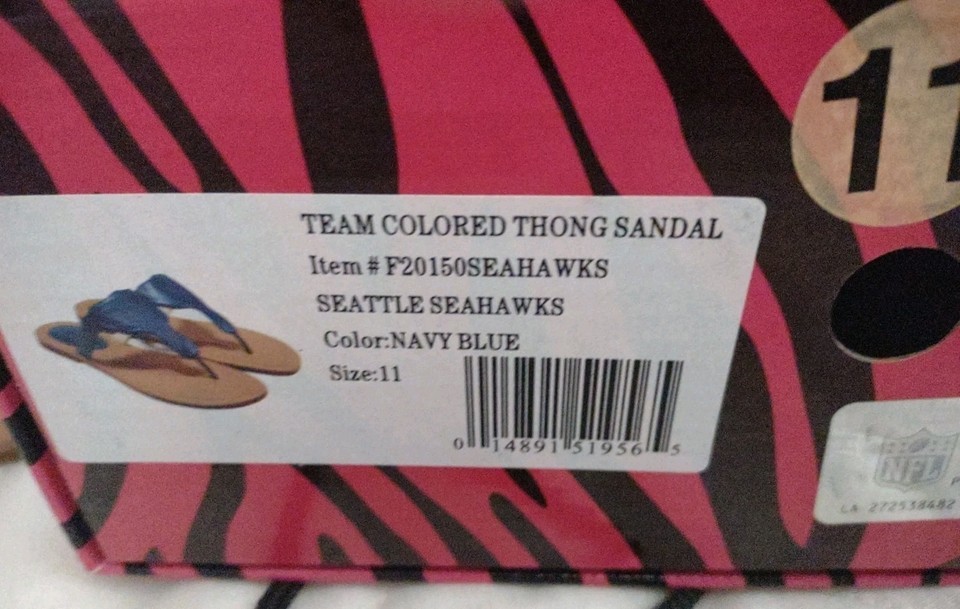 11
TEAM COLORED THONG SANDAL
Item # F20150SEAHAWKS
SEATTLE SEAHAWKS
Color:NAVY BLUE
Size:11
0 14891 51956 5
NFL
LA 272538682